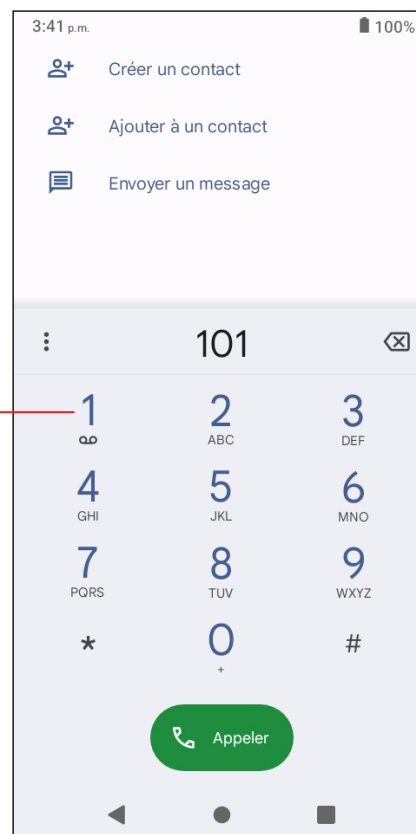 3:41 p.m. 100%
Créer un contact
Ajouter à un contact
Envoyer un message
101
1 2 3
ABC DEF
4 5 6
GHI JKL MNO
7 8 9
PQRS TUV WXYZ
* 0 #
+
Appeler